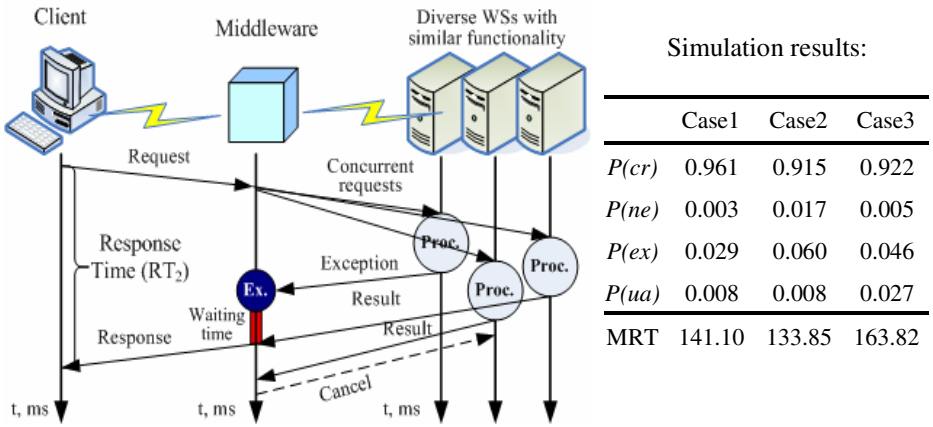 Client
Middleware
Diverse WSs with
similar functionality
Request
Concurrent
requests
Response
Time (RT2)
Proc.
Proc.
Proc.
Exception
Ex.
Result
Waiting
time
Result
Response
Cancel
t, ms
t, ms
t, ms
Simulation results:
Case1 Case2 Case3
P(cr) 0.961 0.915 0.922
P(ne) 0.003 0.017 0.005
P(ex) 0.029 0.060 0.046
P(ua) 0.008 0.008 0.027
MRT 141.10 133.85 163.82